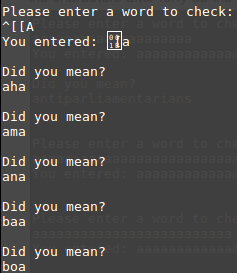 Please enter a word to check:
^[[A
You entered: a

Did you mean?
aha

Did you mean?
ama

Did you mean?
ana

Did you mean?
baa

Did you mean?
boa